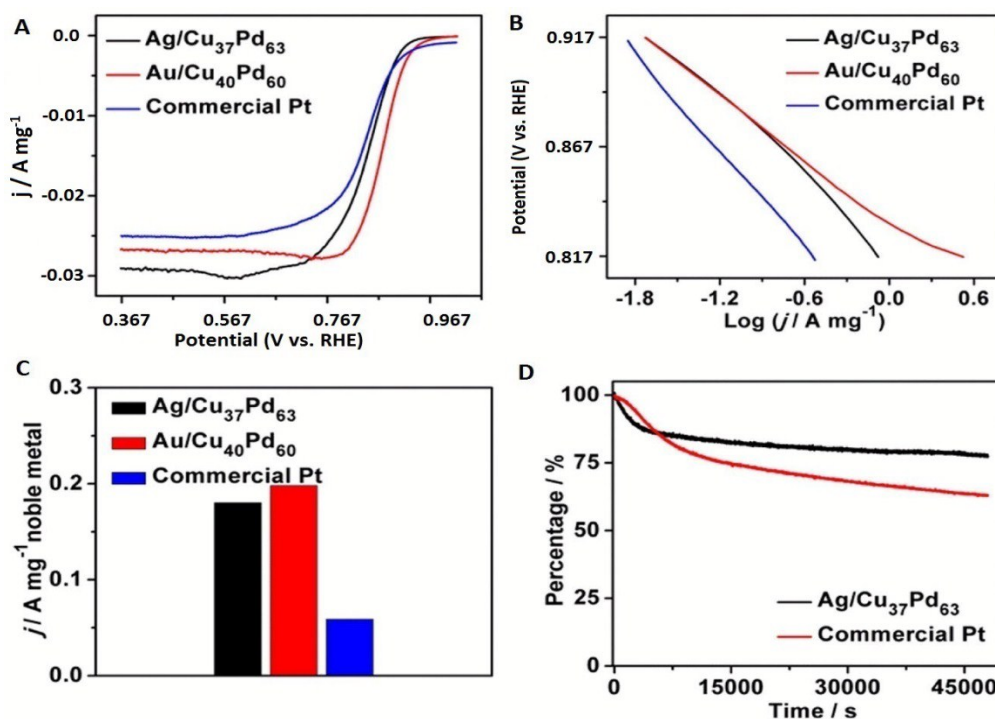 A
0.0
-0.01
-0.02
-0.03
j / A mg⁻¹
Ag/Cu₃₇Pd₆₃
Au/Cu₄₀Pd₆₀
Commercial Pt
0.367 0.567 0.767 0.967
Potential (V vs. RHE)
B
0.917
0.867
0.817
Potential (V vs. RHE)
Ag/Cu₃₇Pd₆₃
Au/Cu₄₀Pd₆₀
Commercial Pt
-1.8 -1.2 -0.6 0.0 0.6
Log (j / A mg⁻¹)
C
0.3
0.2
0.1
0.0
j / A mg⁻¹ noble metal
Ag/Cu₃₇Pd₆₃
Au/Cu₄₀Pd₆₀
Commercial Pt
D
100
75
50
25
0
Percentage / %
Ag/Cu₃₇Pd₆₃
Commercial Pt
0 15000 30000 45000
Time / s